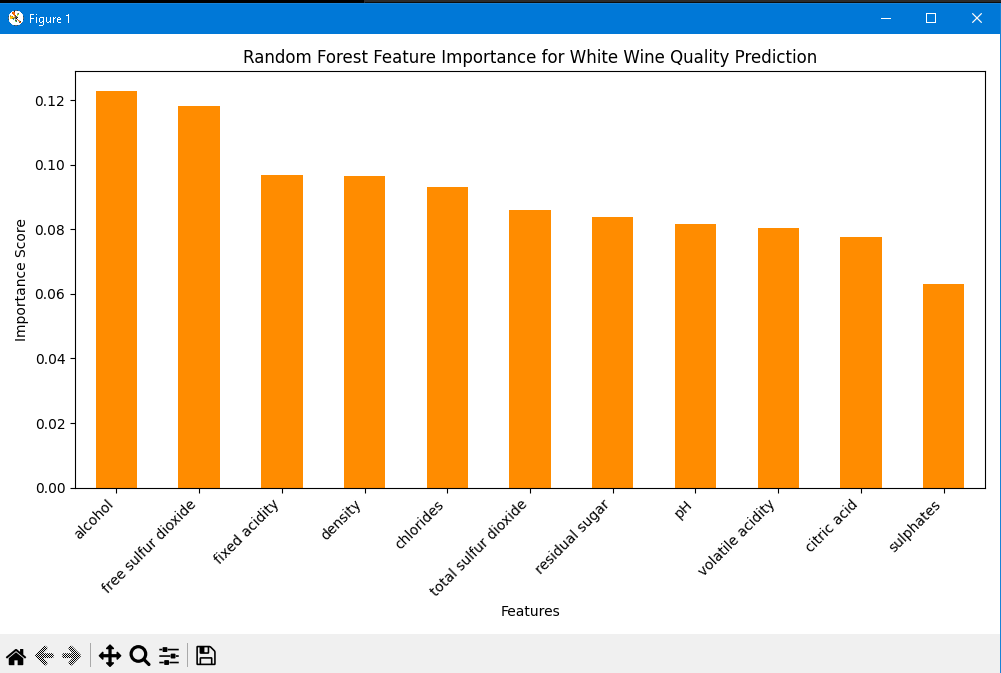 Figure 1
Random Forest Feature Importance for White Wine Quality Prediction
0.12
0.10
0.08
0.06
0.04
0.02
0.00
Importance Score
alcohol
free sulfur dioxide
fixed acidity
density
chlorides
total sulfur dioxide
residual sugar
pH
volatile acidity
citric acid
sulphates
Features